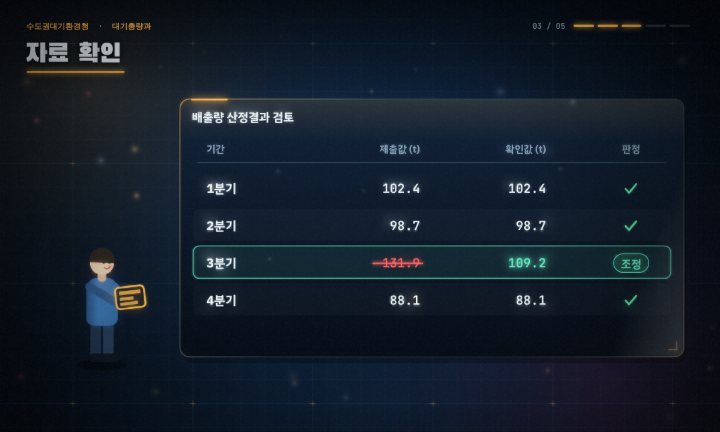 수도권대기환경청 · 대기총량과
03 / 05
자료 확인
배출량 산정결과 검토
기간 제출값 (t) 확인값 (t) 판정
1분기 102.4 102.4 ✓
2분기 98.7 98.7 ✓
3분기 131.9 109.2 조정
4분기 88.1 88.1 ✓